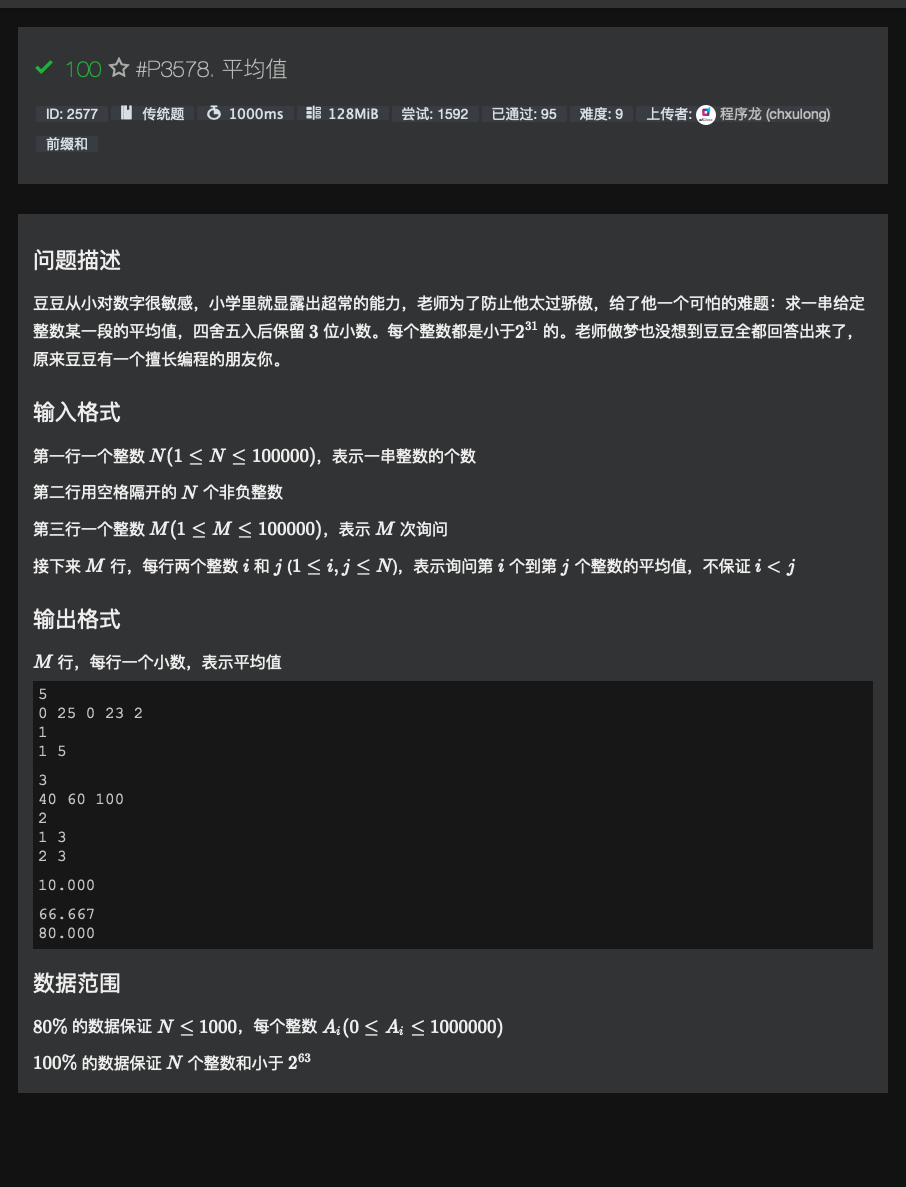 100 #P3578. 平均值
ID: 2577 传统题 1000ms 128MiB 尝试: 1592 已通过: 95 难度: 9 上传者: 程序龙 (chxulong)
前缀和
问题描述
豆豆从小对数字很敏感，小学里就显露出超常的能力，老师为了防止他太过骄傲，给了他一个可怕的难题：求一串给定
整数某一段的平均值，四舍五入后保留 3 位小数。每个整数都是小于2^31 的。老师做梦也没想到豆豆全都回答出来了，
原来豆豆有一个擅长编程的朋友你。
输入格式
第一行一个整数 N(1 ≤ N ≤ 100000)，表示一串整数的个数
第二行用空格隔开的 N 个非负整数
第三行一个整数 M(1 ≤ M ≤ 100000)，表示 M 次询问
接下来 M 行，每行两个整数 i 和 j (1 ≤ i, j ≤ N)，表示询问第 i 个到第 j 个整数的平均值，不保证 i < j
输出格式
M 行，每行一个小数，表示平均值
5
0 25 0 23 2
1
1 5
3
40 60 100
2
1 3
2 3
10.000
66.667
80.000
数据范围
80% 的数据保证 N ≤ 1000，每个整数 A_i(0 ≤ A_i ≤ 1000000)
100% 的数据保证 N 个整数和小于 2^63